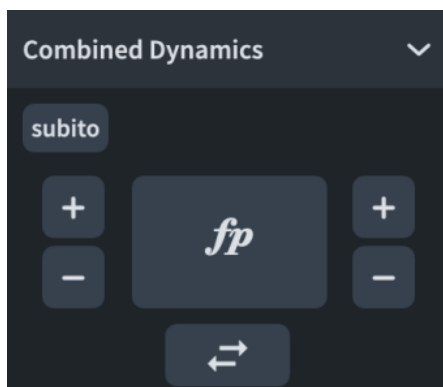 Combined Dynamics
subito
+ fp +
− −